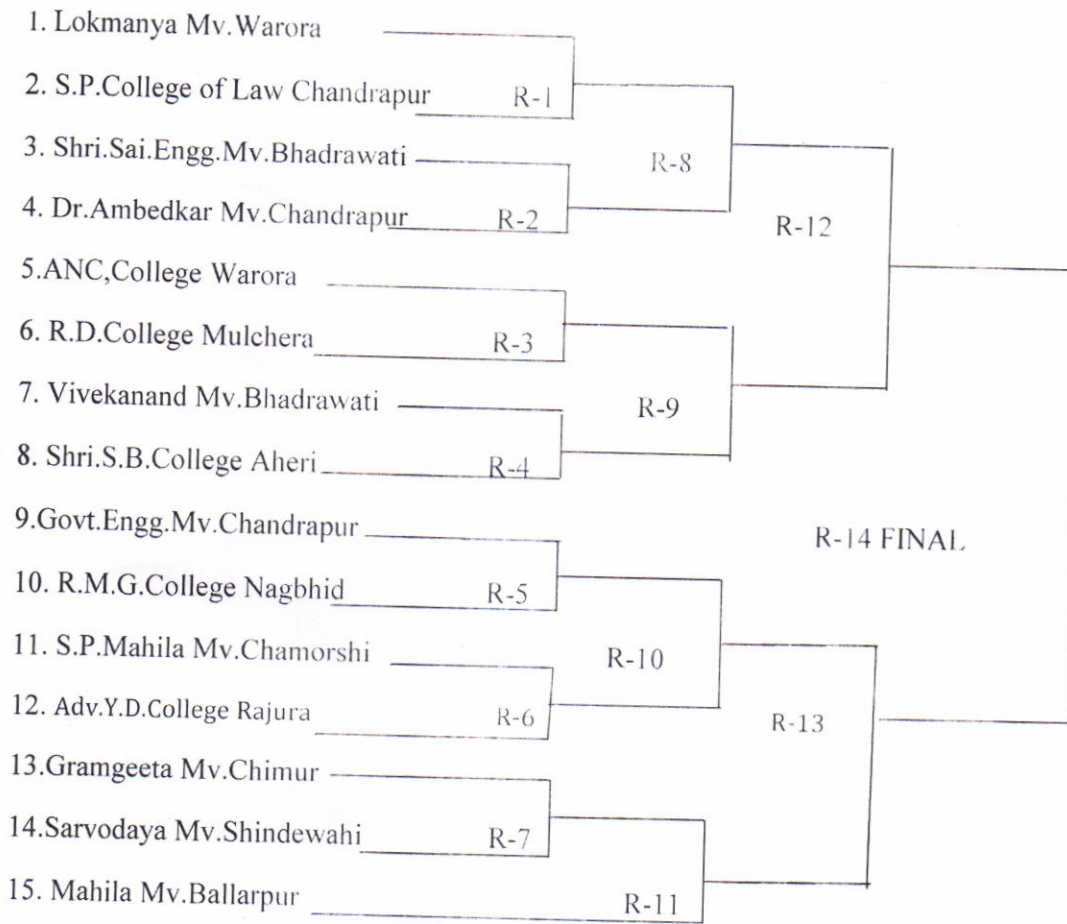 1. Lokmanya Mv.Warora
2. S.P.College of Law Chandrapur R-1
3. Shri.Sai.Engg.Mv.Bhadrawati
R-8
4. Dr.Ambedkar Mv.Chandrapur R-2
R-12
5.ANC,College Warora
6. R.D.College Mulchera R-3
7. Vivekanand Mv.Bhadrawati
R-9
8. Shri.S.B.College Aheri R-4
9.Govt.Engg.Mv.Chandrapur
R-14 FINAL
10. R.M.G.College Nagbhid R-5
11. S.P.Mahila Mv.Chamorshi
R-10
12. Adv.Y.D.College Rajura R-6
R-13
13.Gramgeeta Mv.Chimur
14.Sarvodaya Mv.Shindewahi R-7
15. Mahila Mv.Ballarpur R-11